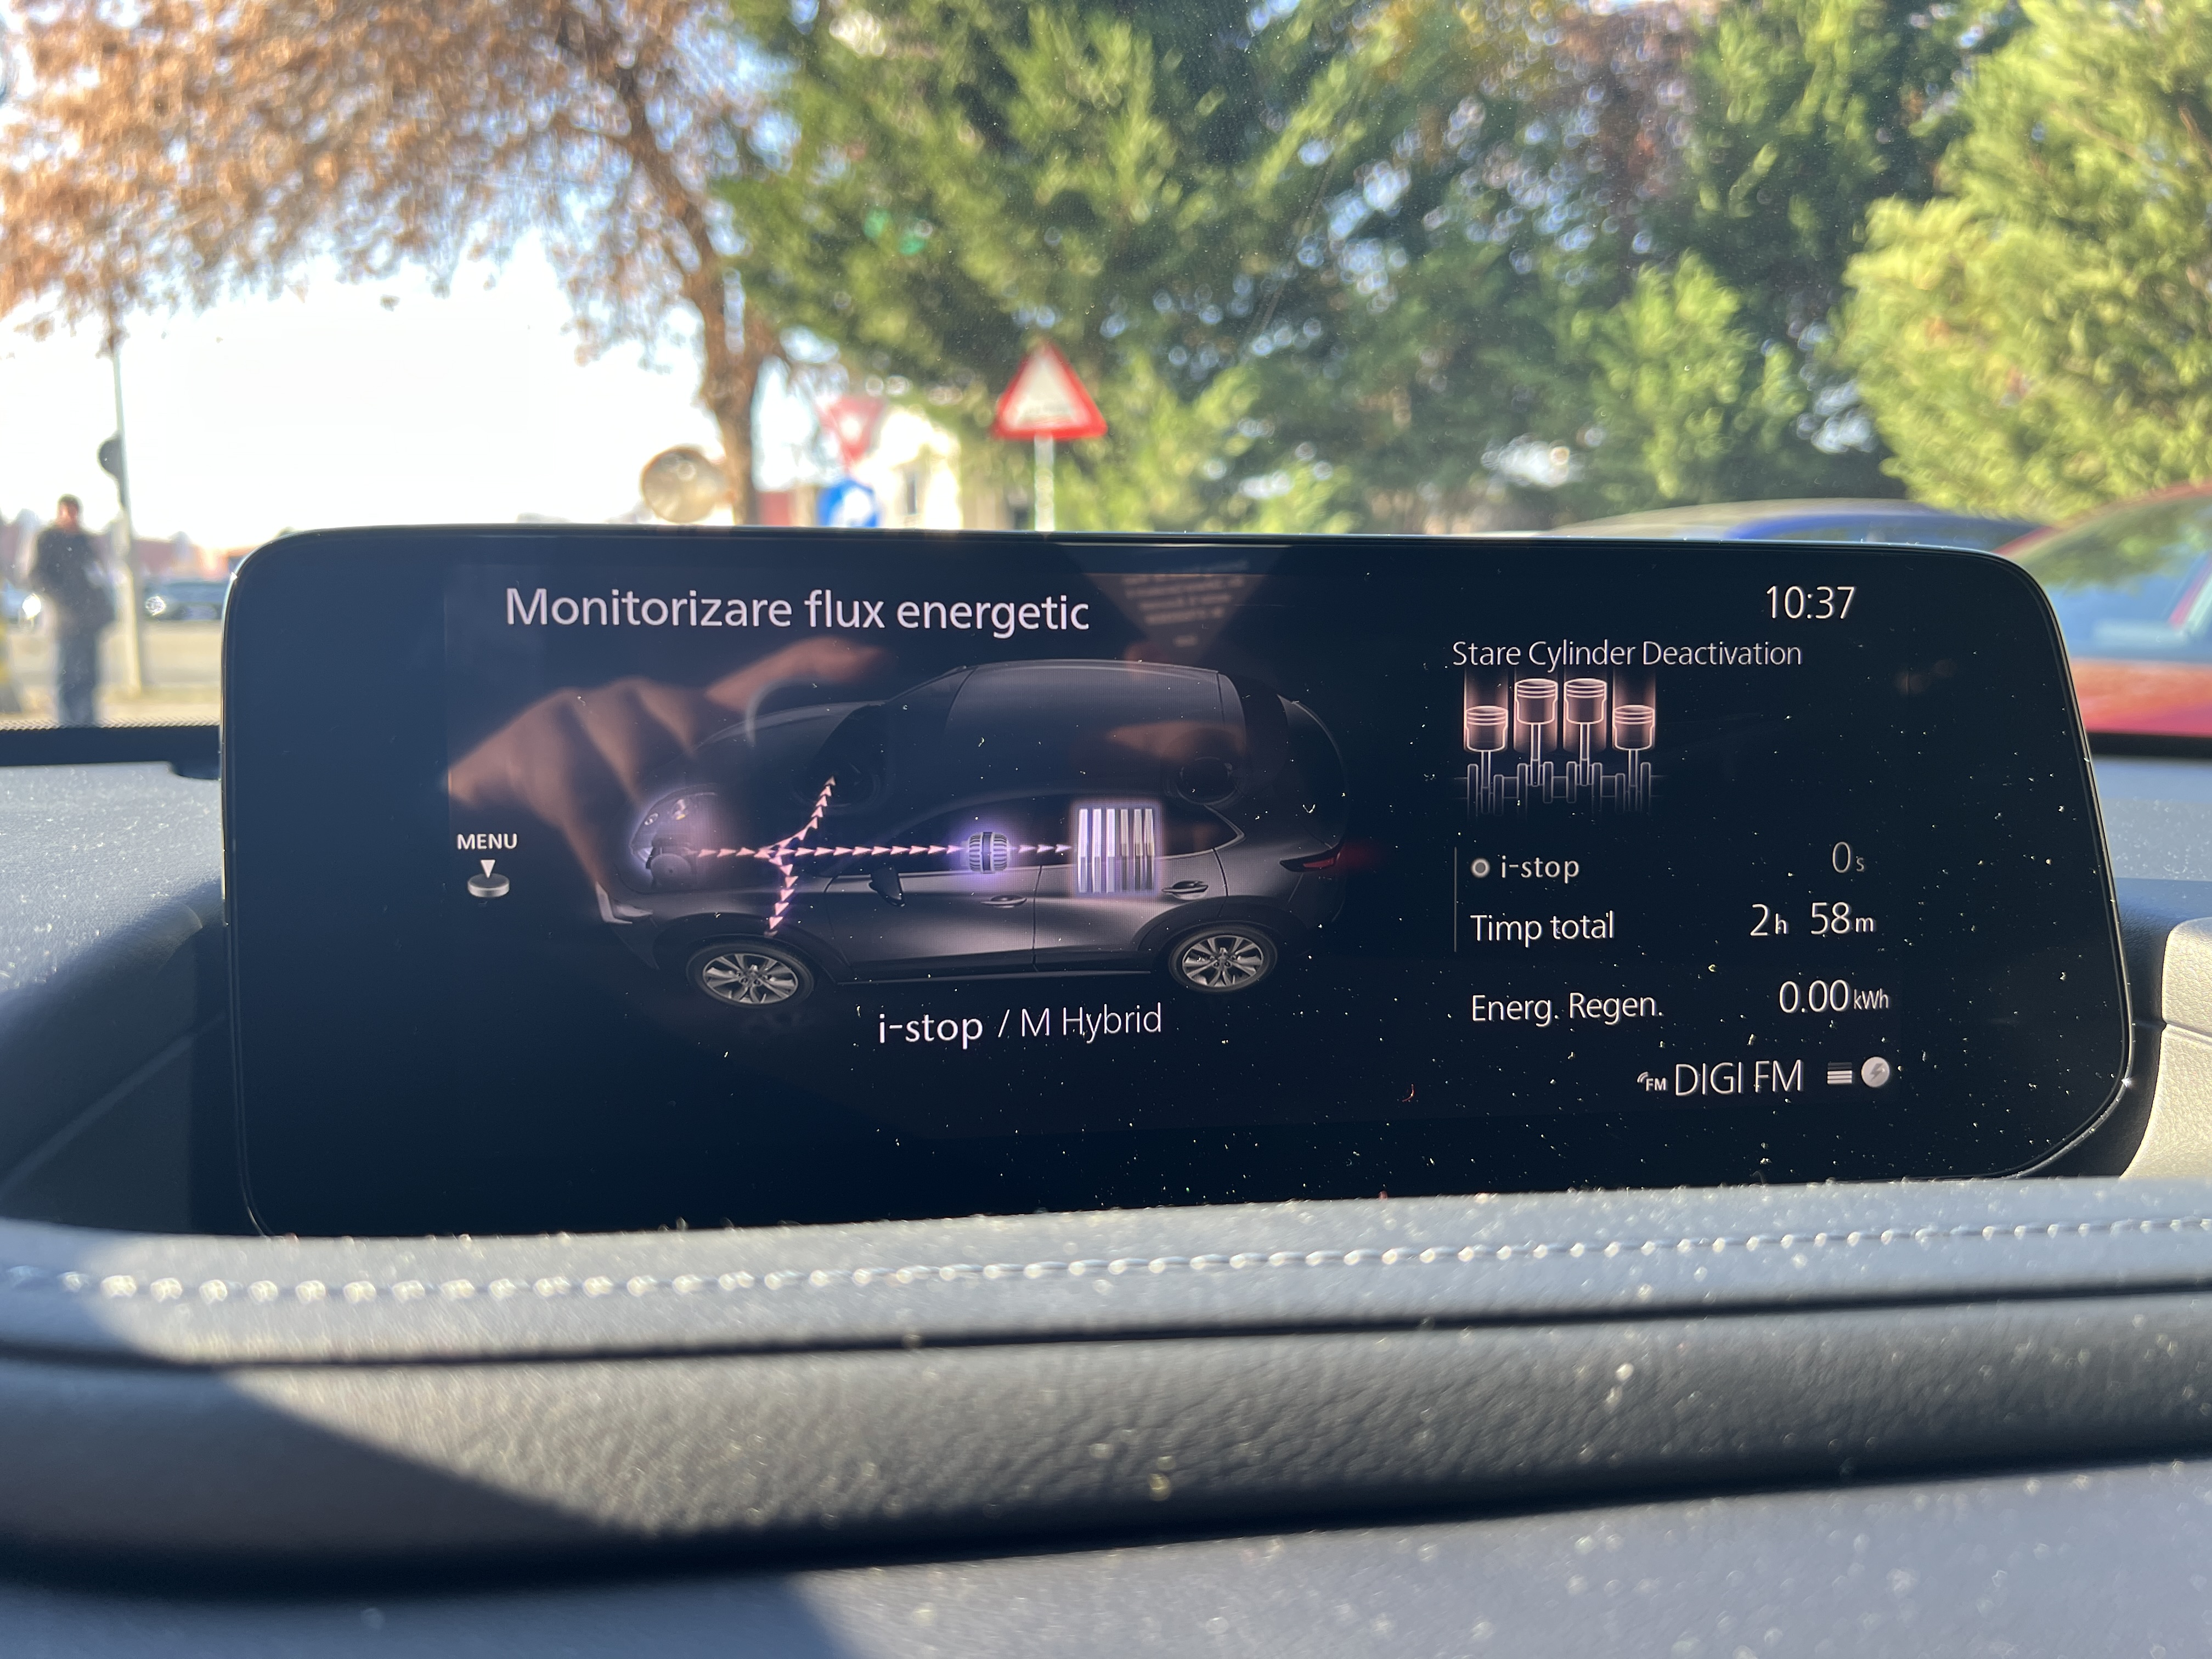 Monitorizare flux energetic
10:37
Stare Cylinder Deactivation
MENU
i-stop 0s
Timp total 2h 58m
Energ. Regen. 0.00kWh
i-stop / M Hybrid
FM DIGI FM